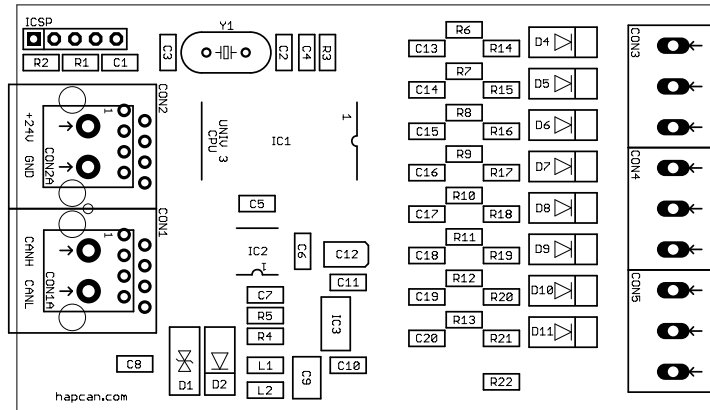 ICSP
R2 R1 C1
C3
Y1
C2
C4
R3
CON2
1
+24V
GND
CON2A
UNIV 3
CPU
IC1
1
C5
CON1
1
CANH
CANL
CON1A
IC2
1
C6
C12
C11
C7
R5
R4
IC3
C8
D1
D2
L1
L2
C9
C10
hapcan.com
R6
C13 R14 D4
R7
C14 R15 D5
R8
C15 R16 D6
R9
C16 R17 D7
R10
C17 R18 D8
R11
C18 R19 D9
R12
C19 R20 D10
R13
C20 R21 D11
R22
CON3
CON4
CON5